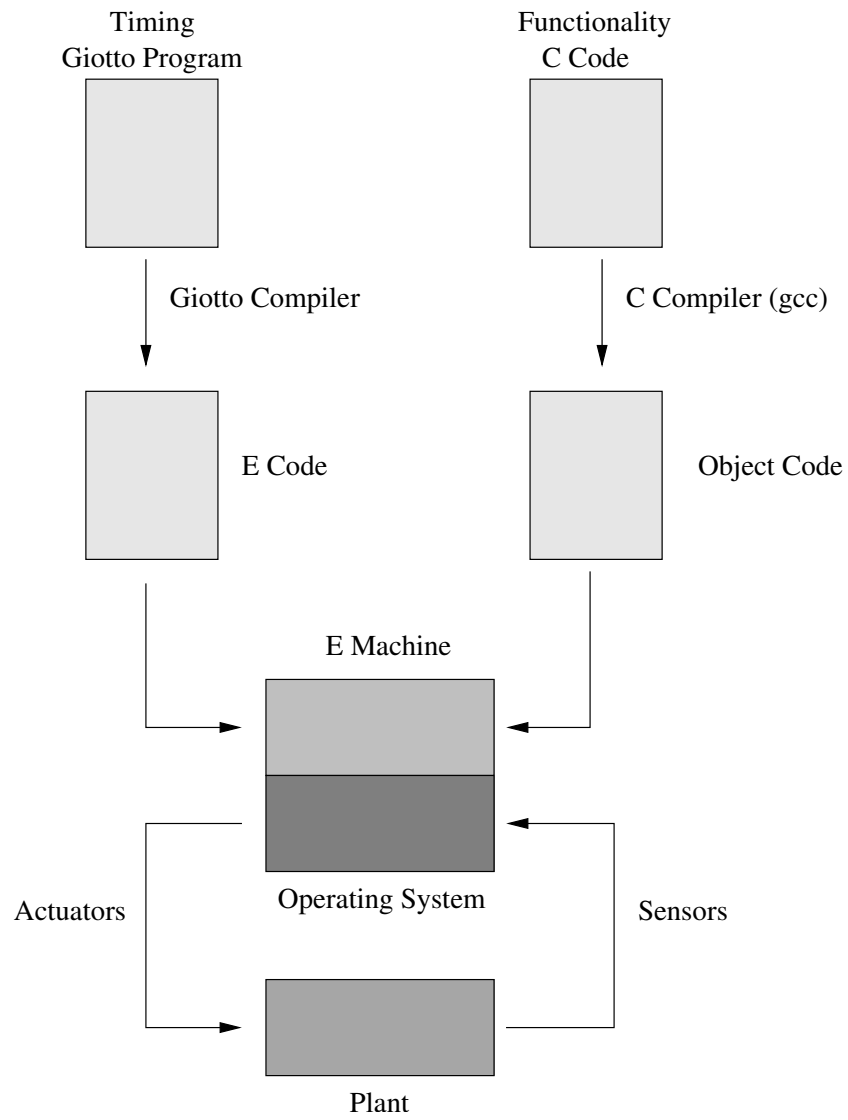 Timing
Giotto Program
Functionality
C Code
Giotto Compiler
C Compiler (gcc)
E Code
Object Code
E Machine
Operating System
Actuators
Sensors
Plant